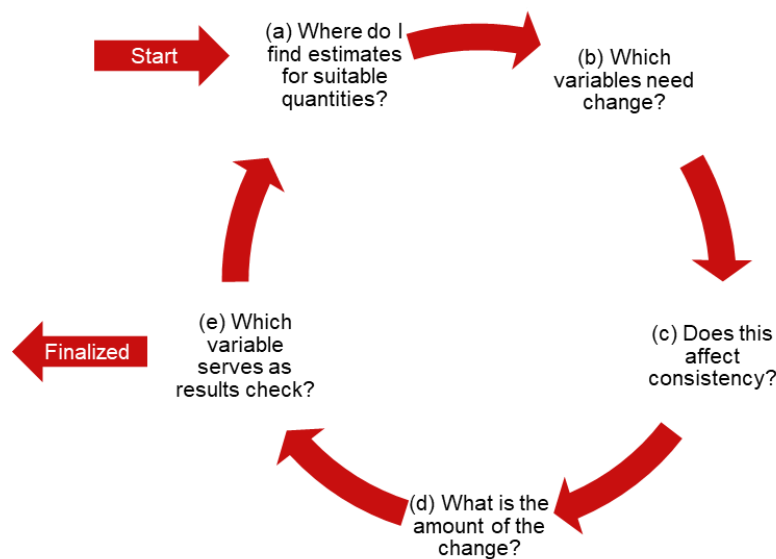 Start
(a) Where do I
find estimates
for suitable
quantities?
(b) Which
variables need
change?
(c) Does this
affect
consistency?
(d) What is the
amount of the
change?
(e) Which
variable
serves as
results check?
Finalized